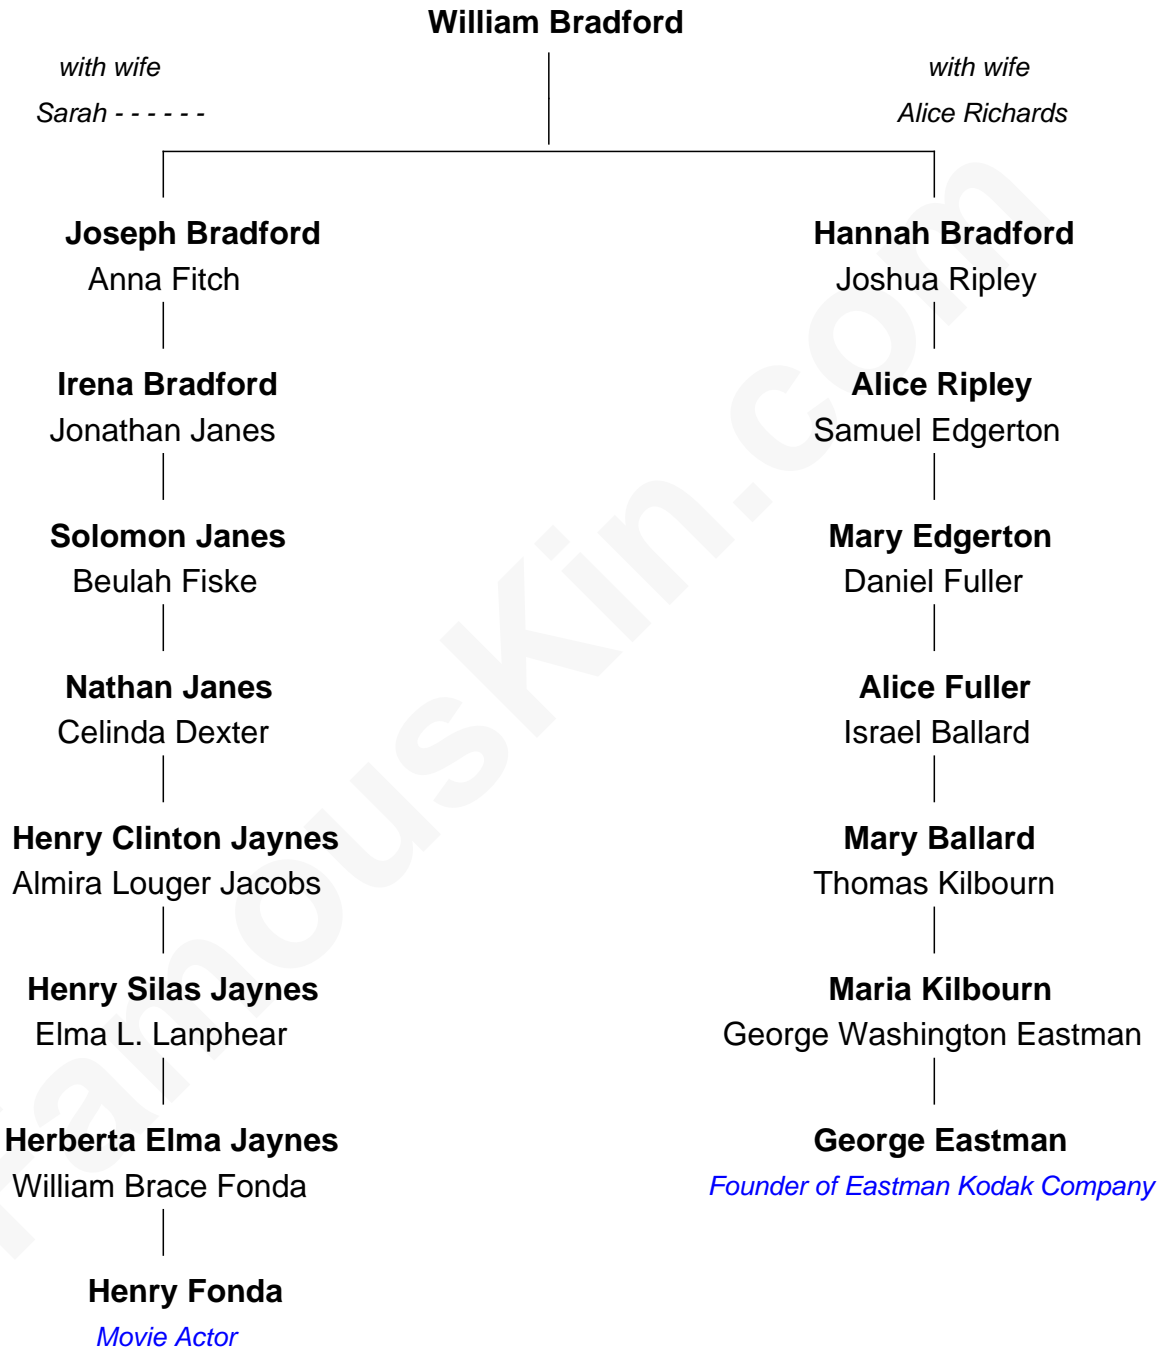 William Bradford
with wife
Sarah - - - - - -
with wife
Alice Richards
Joseph Bradford
Anna Fitch
Hannah Bradford
Joshua Ripley
Irena Bradford
Jonathan Janes
Alice Ripley
Samuel Edgerton
Solomon Janes
Beulah Fiske
Mary Edgerton
Daniel Fuller
Nathan Janes
Celinda Dexter
Alice Fuller
Israel Ballard
Henry Clinton Jaynes
Almira Louger Jacobs
Mary Ballard
Thomas Kilbourn
Henry Silas Jaynes
Elma L. Lanphear
Maria Kilbourn
George Washington Eastman
Herberta Elma Jaynes
William Brace Fonda
George Eastman
Founder of Eastman Kodak Company
Henry Fonda
Movie Actor
FamousKin.com